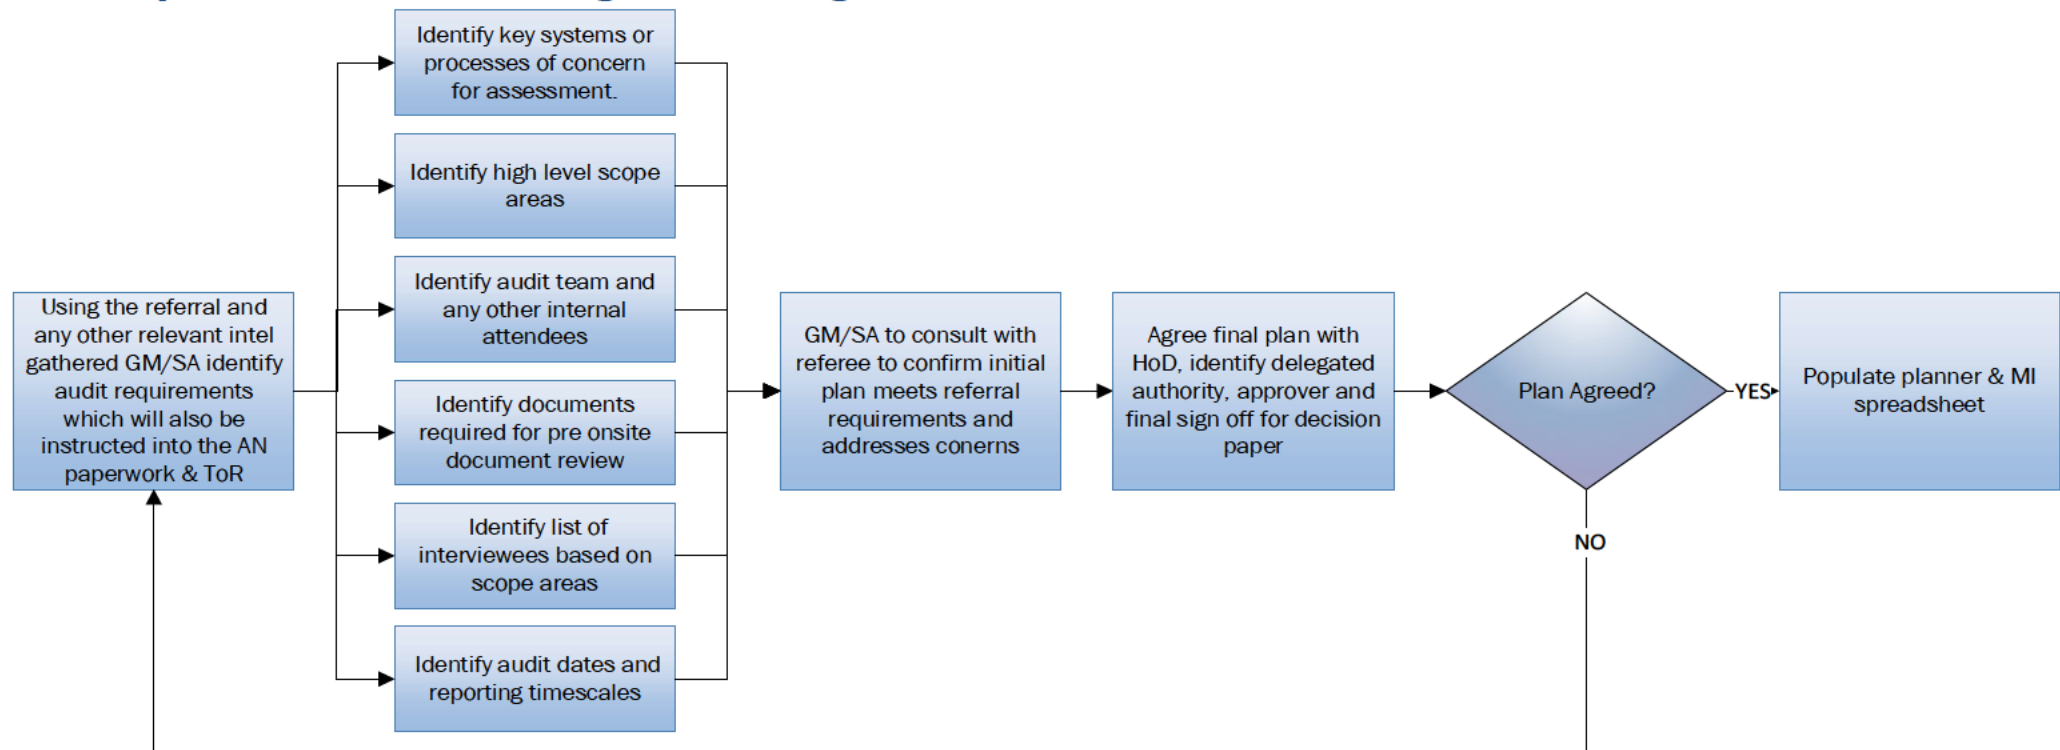 Identify key systems or
processes of concern
for assessment.
Identify high level scope
areas
Identify audit team and
any other internal
attendees
Using the referral and
any other relevant intel
gathered GM/SA identify
audit requirements
which will also be
instructed into the AN
paperwork & ToR
Identify documents
required for pre onsite
document review
Identify list of
interviewees based on
scope areas
Identify audit dates and
reporting timescales
GM/SA to consult with
referee to confirm initial
plan meets referral
requirements and
addresses conerns
Agree final plan with
HoD, identify delegated
authority, approver and
final sign off for decision
paper
Plan Agreed?
YES
Populate planner & MI
spreadsheet
NO